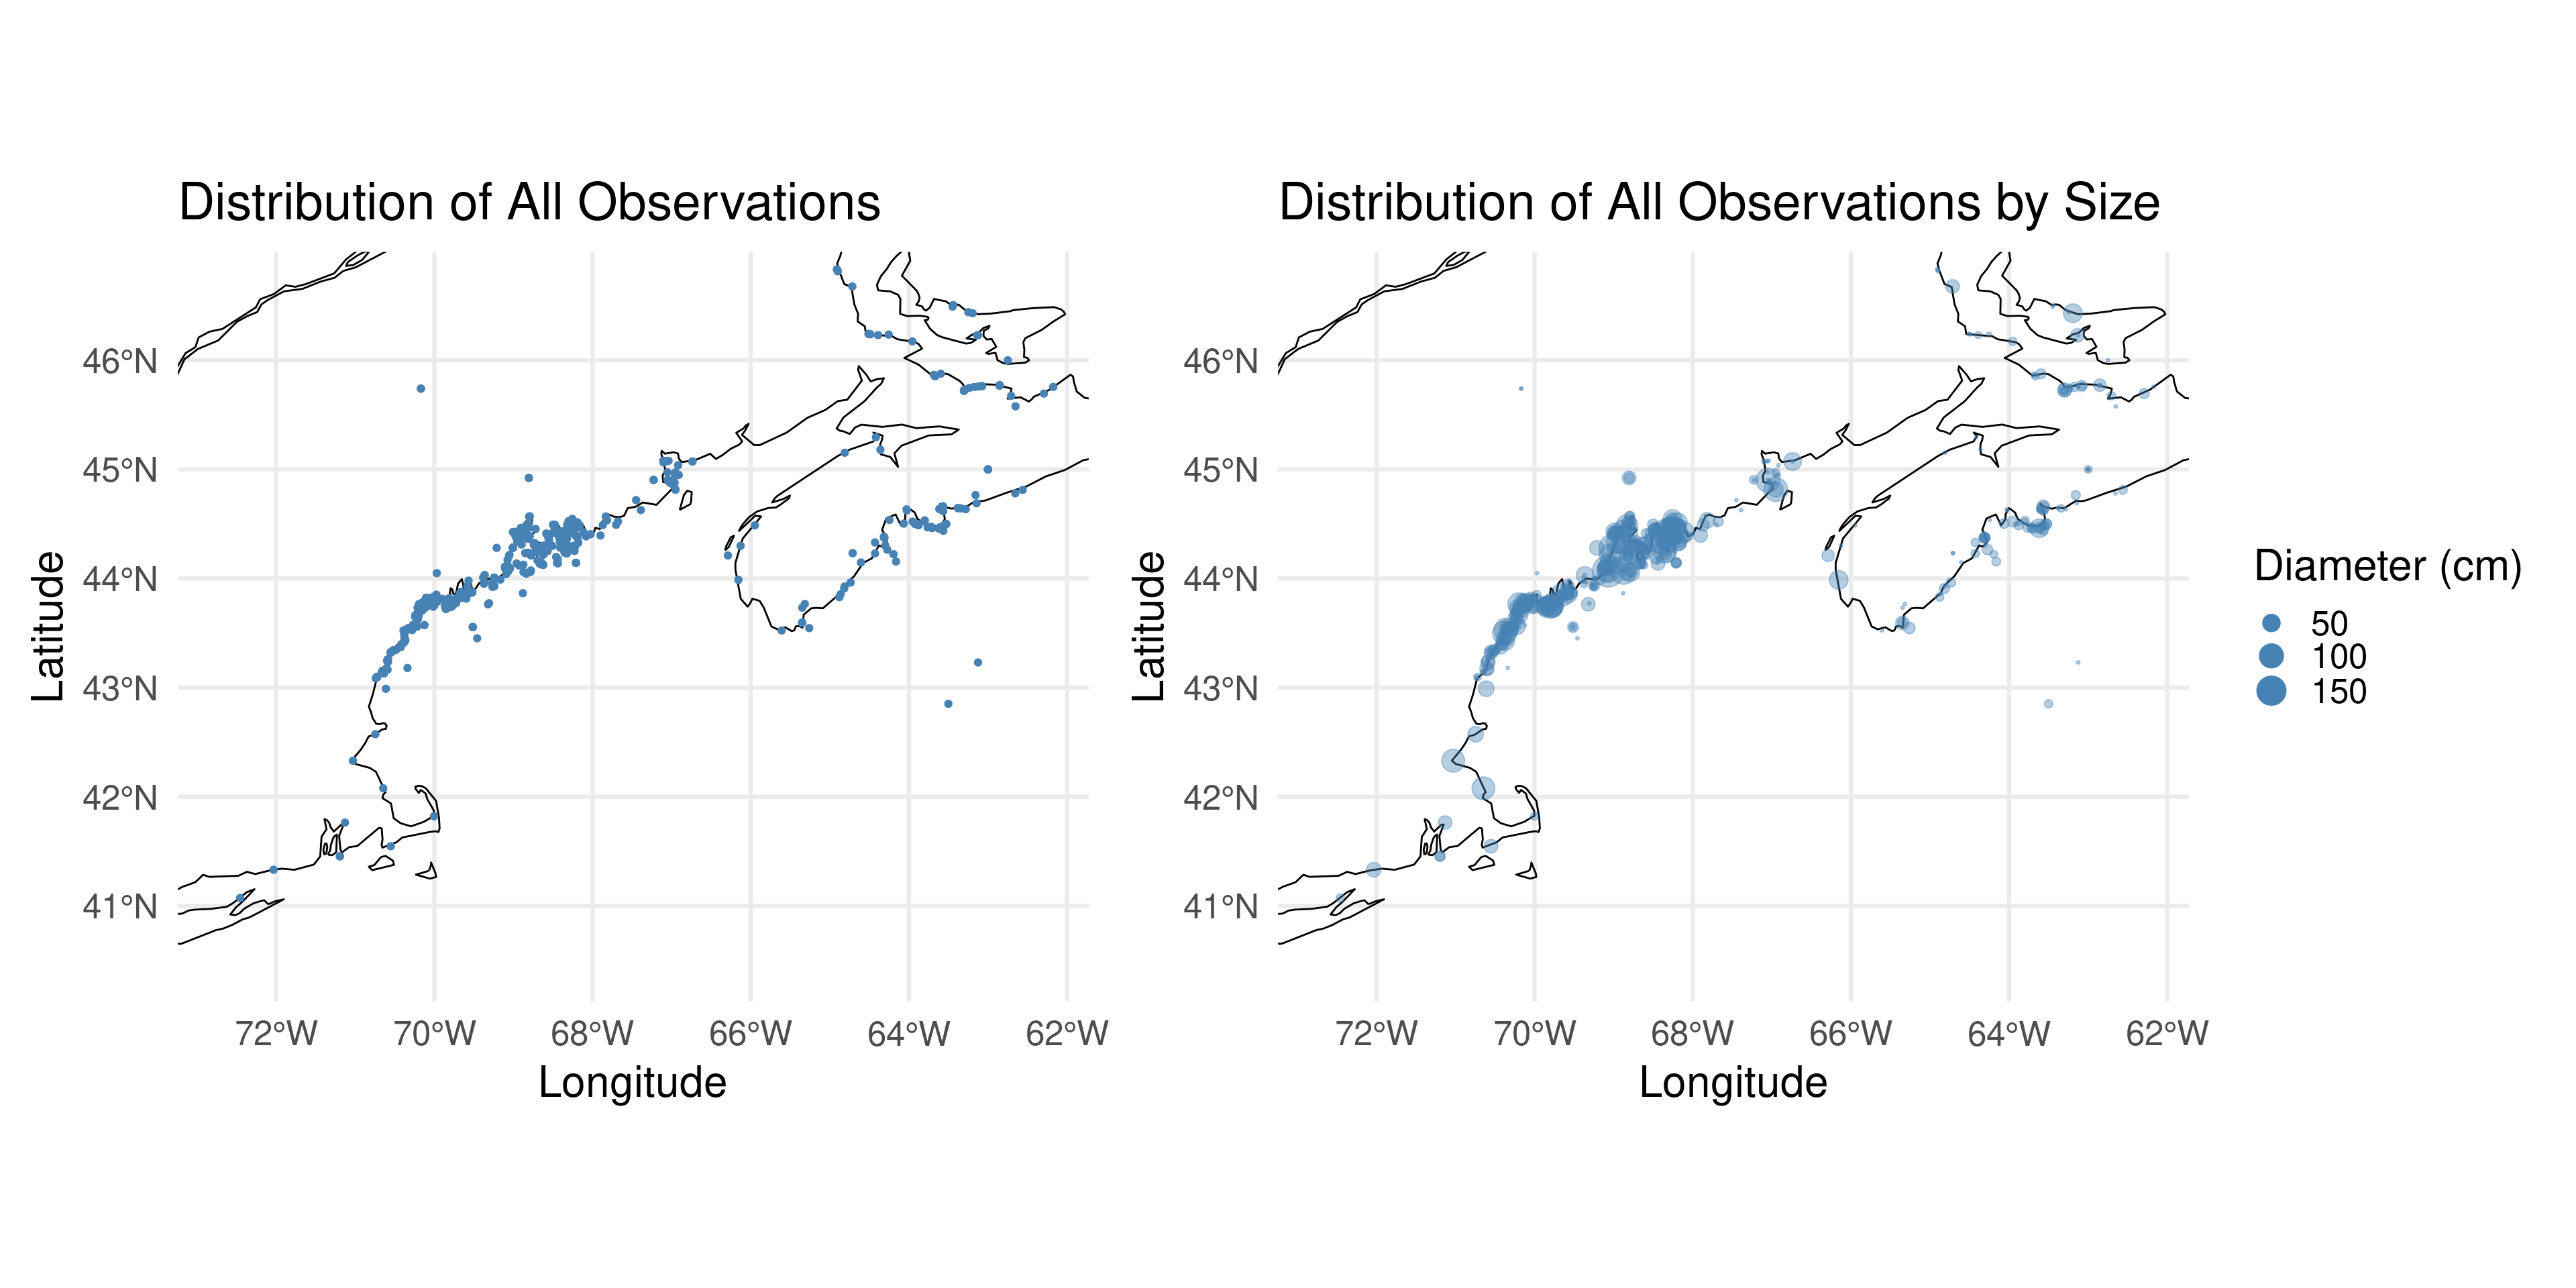 Distribution of All Observations
46°N
45°N
44°N
43°N
42°N
41°N
Latitude
72°W 70°W 68°W 66°W 64°W 62°W
Longitude
Distribution of All Observations by Size
46°N
45°N
44°N
43°N
42°N
41°N
Latitude
72°W 70°W 68°W 66°W 64°W 62°W
Longitude
Diameter (cm)
50
100
150